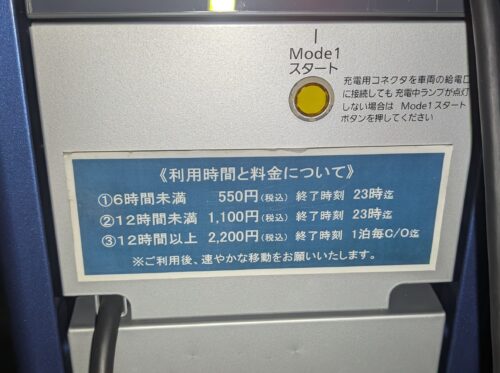 Mode1
スタート
充電用コネクタを車両の給電口
に接続しても 充電中ランプが点灯
しない場合は Mode1スタート
ボタンを押してください
《利用時間と料金について》
①6時間未満 550円(税込) 終了時刻 23時迄
②12時間未満 1,100円(税込) 終了時刻 23時迄
③12時間以上 2,200円(税込) 終了時刻 1泊毎C/O迄
※ご利用後、速やかな移動をお願いいたします。